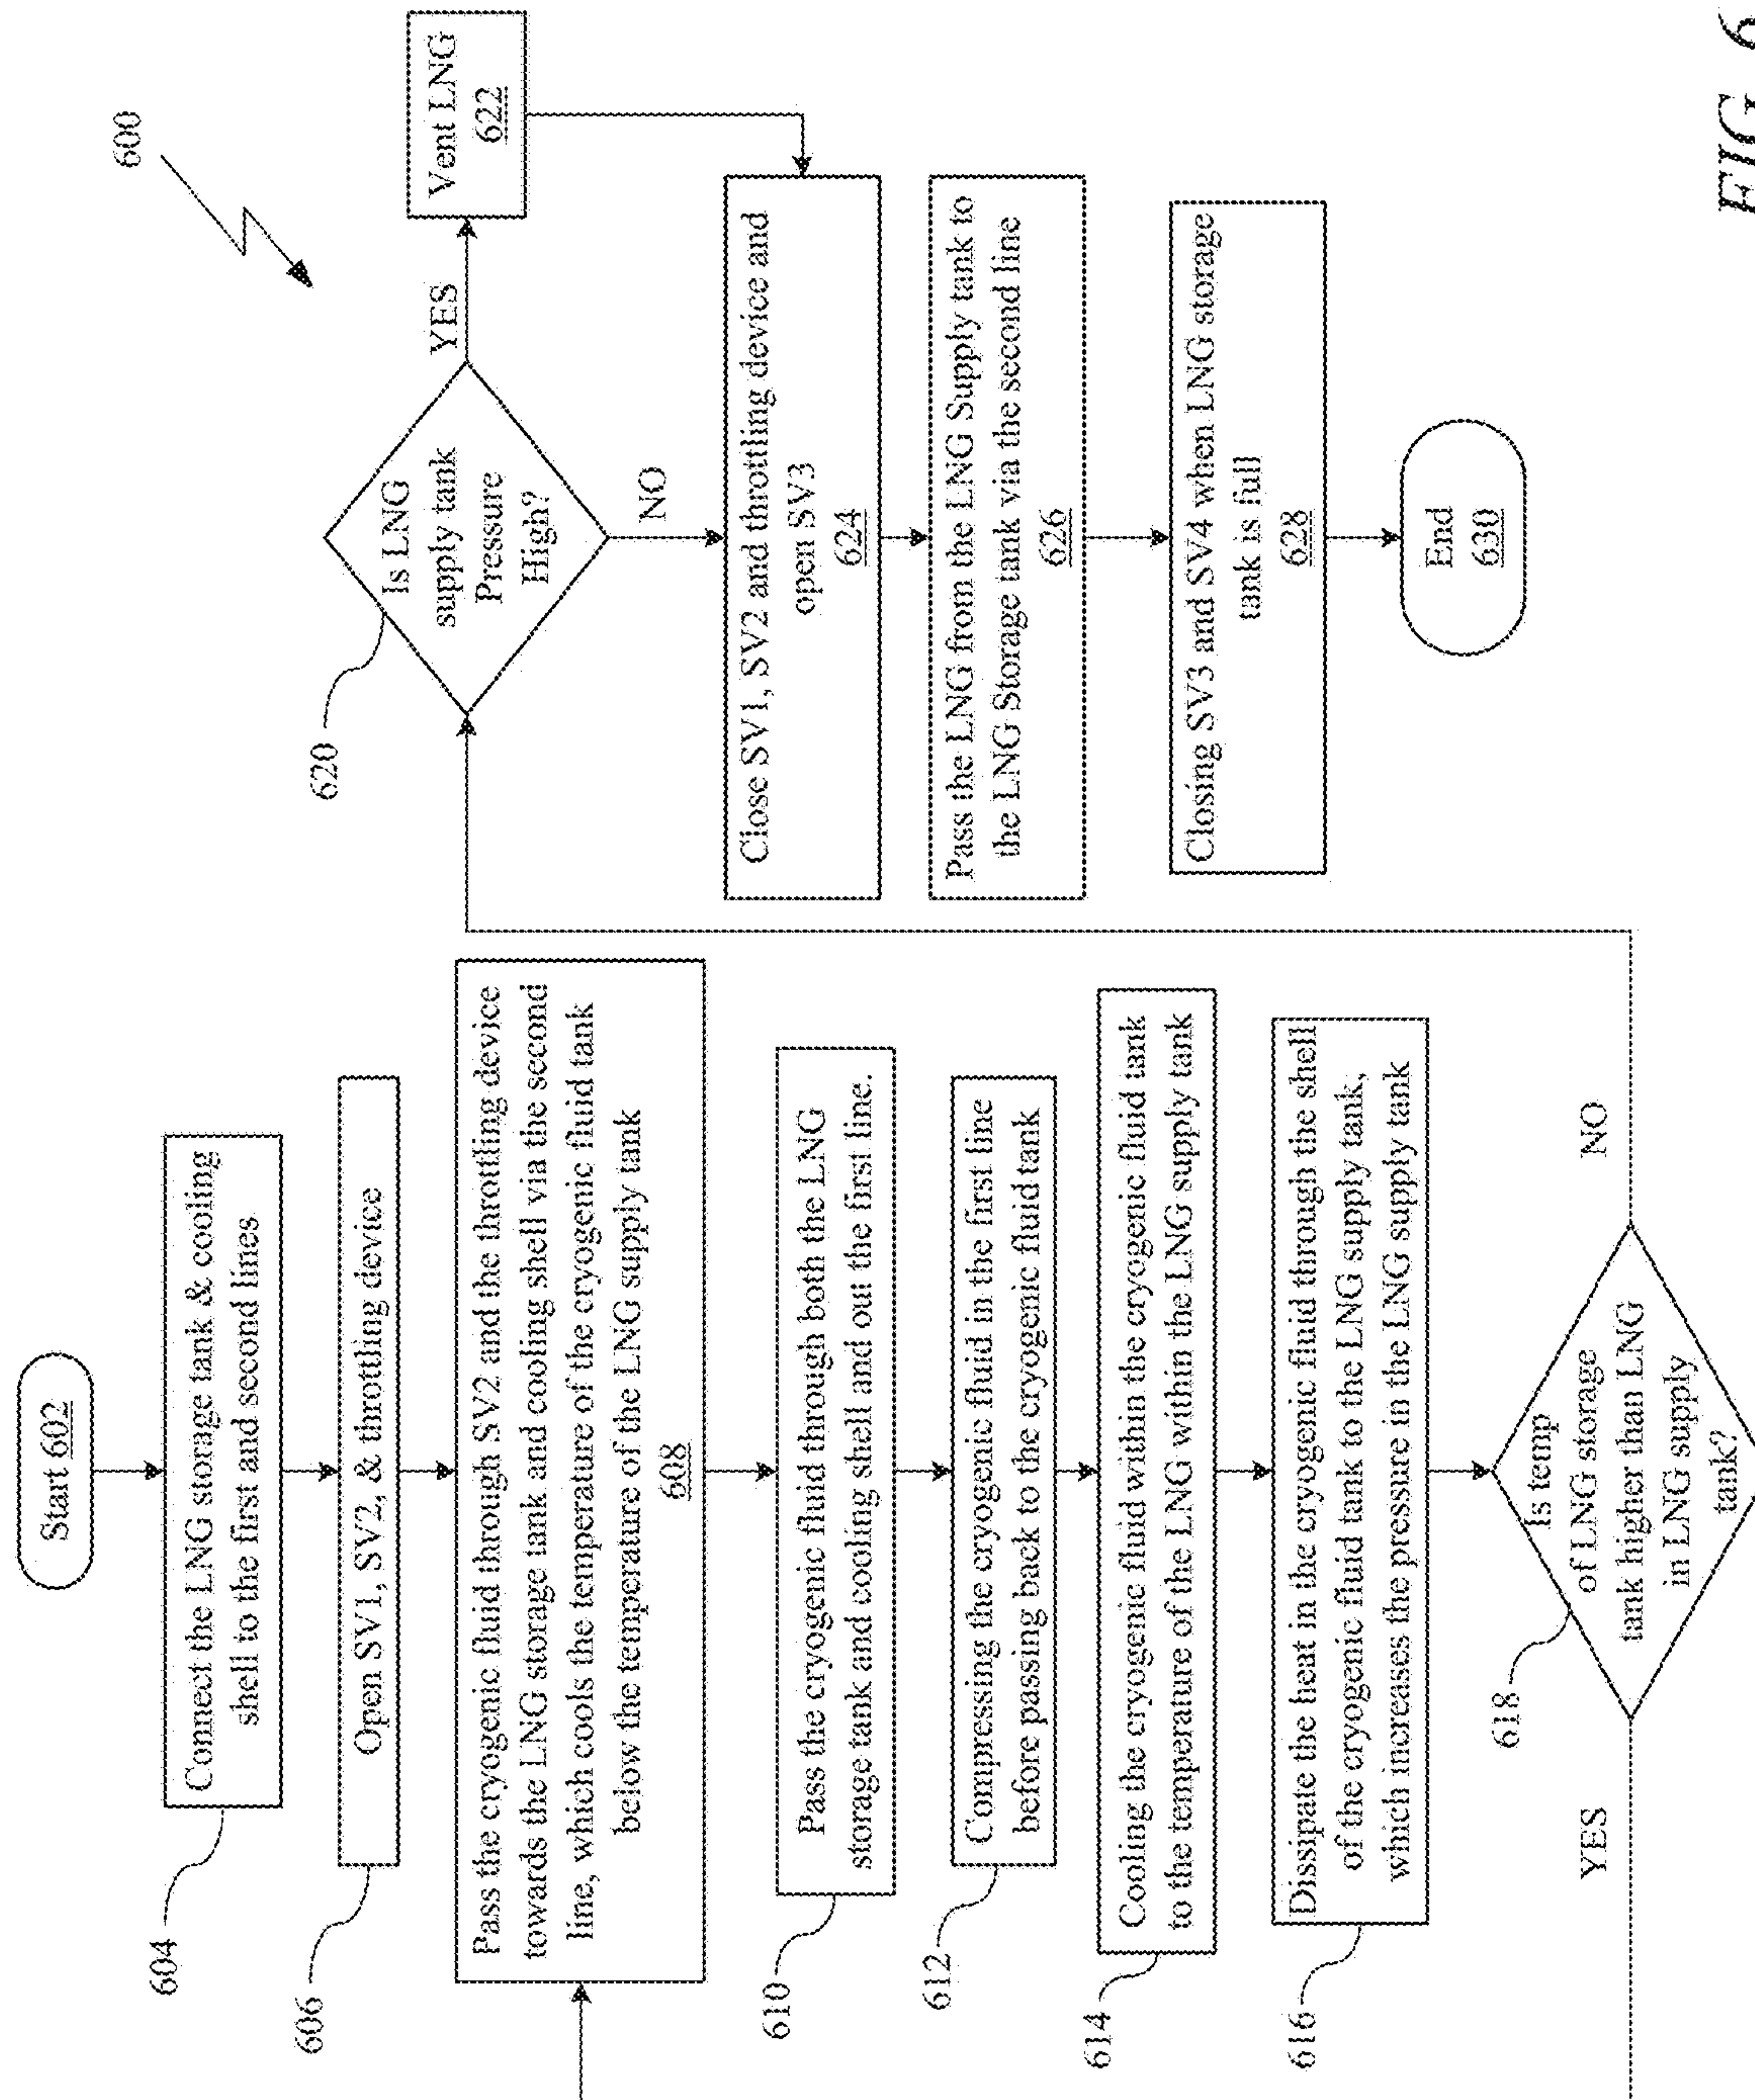 600
Start 602
604
Connect the LNG storage tank & cooling
shell to the first and second lines
606
Open SV1, SV2, & throttling device
Pass the cryogenic fluid through SV2 and the throttling device
towards the LNG storage tank and cooling shell via the second
line, which cools the temperature of the cryogenic fluid tank
below the temperature of the LNG supply tank
608
610
Pass the cryogenic fluid through both the LNG
storage tank and cooling shell and out the first line.
612
Compressing the cryogenic fluid in the first line
before passing back to the cryogenic fluid tank
614
Cooling the cryogenic fluid within the cryogenic fluid tank
to the temperature of the LNG within the LNG supply tank
616
Dissipate the heat in the cryogenic fluid through the shell
of the cryogenic fluid tank to the LNG supply tank,
which increases the pressure in the LNG supply tank
618
Is temp
of LNG storage
tank higher than LNG
in LNG supply
tank?
YES
NO
620
Is LNG
supply tank
Pressure
High?
YES
NO
Vent LNG
622
Close SV1, SV2 and throttling device and
open SV3
624
Pass the LNG from the LNG Supply tank to
the LNG Storage tank via the second line
626
Closing SV3 and SV4 when LNG storage
tank is full
628
End
630
FIG. 6